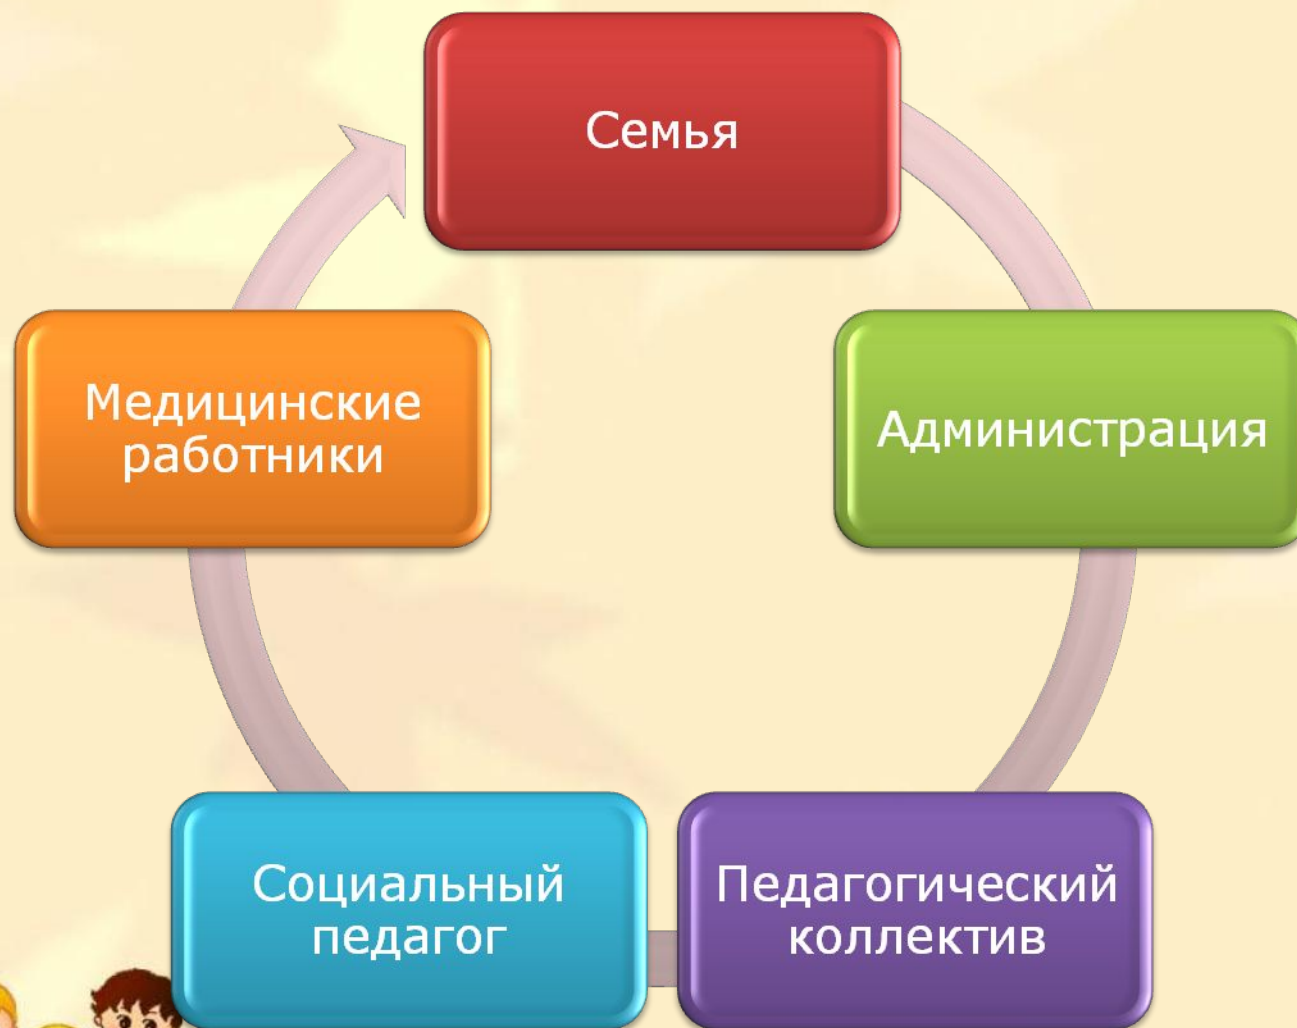 Семья
Администрация
Педагогический
коллектив
Социальный
педагог
Медицинские
работники